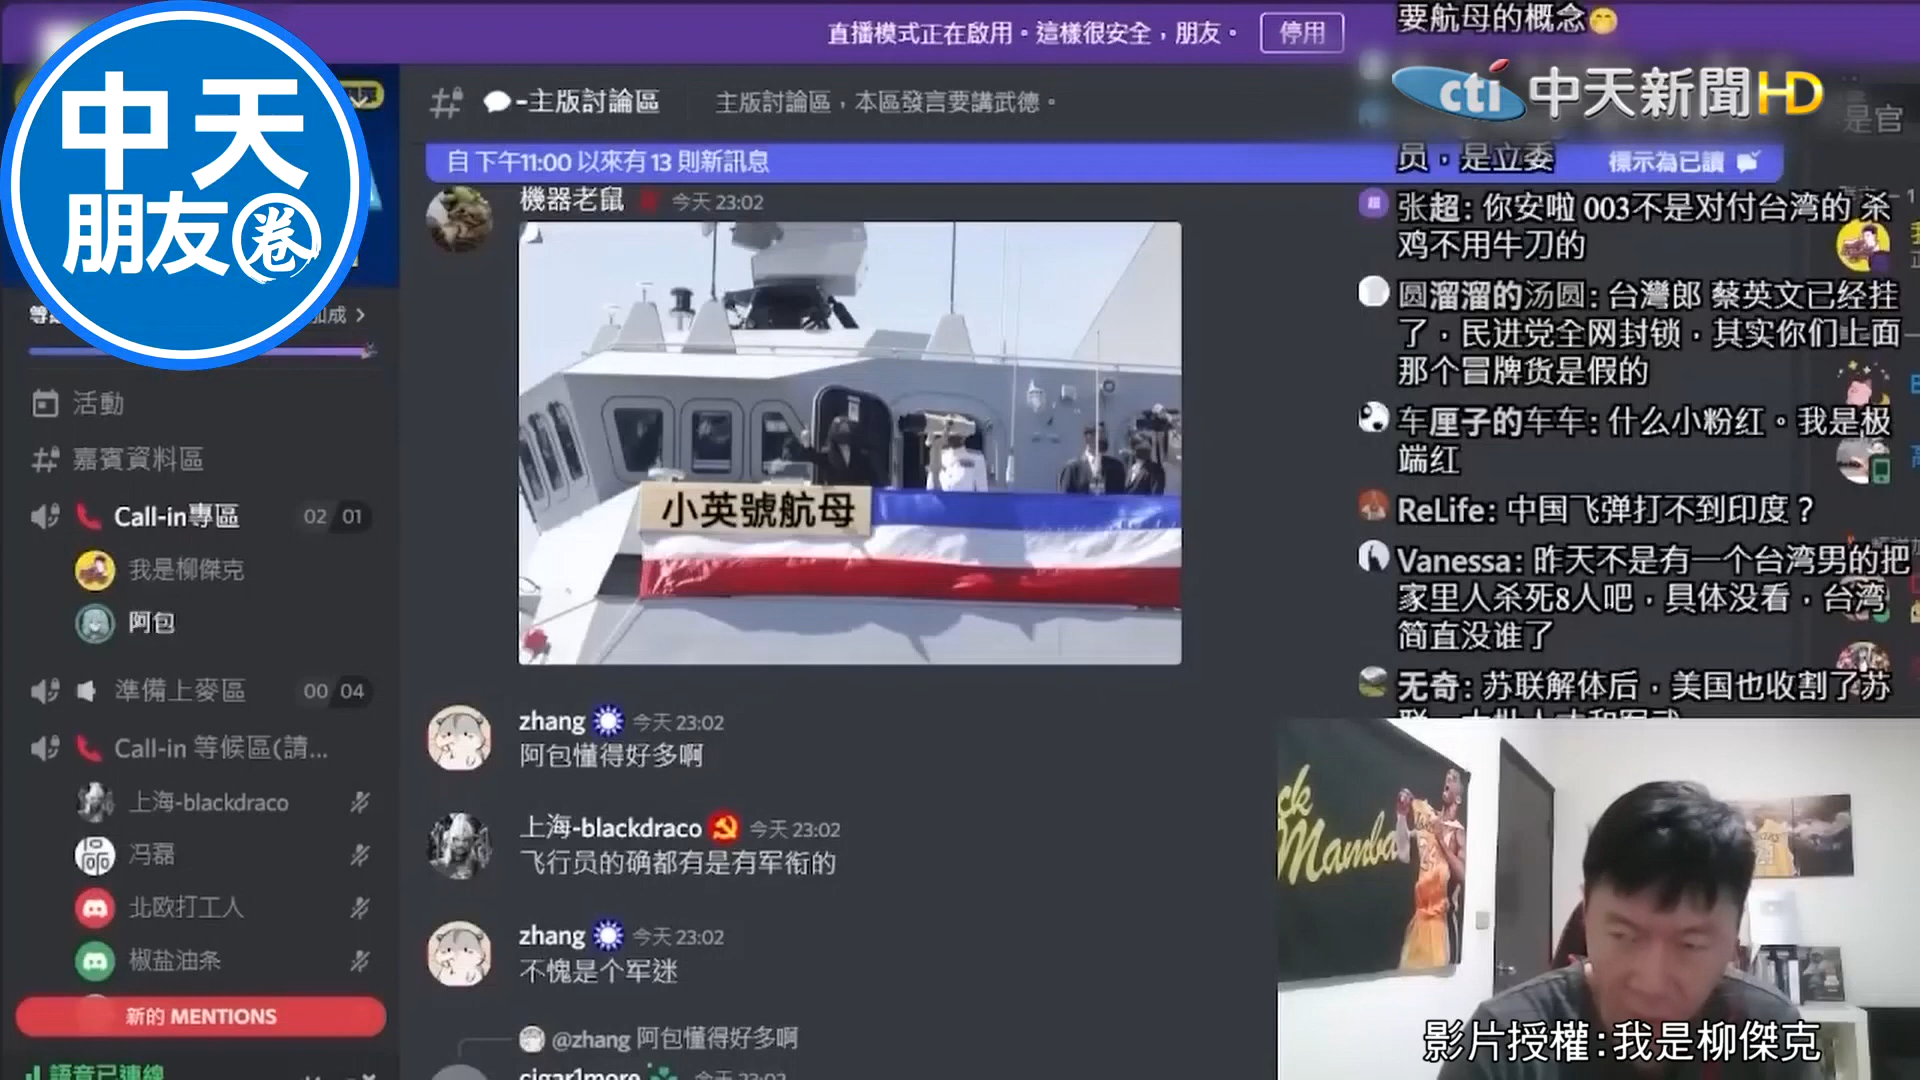 中天
朋友卷
直播模式正在啟用。這樣很安全，朋友。
停用
要航母的概念
cti 中天新聞HD
-主版討論區
主版討論區，本區發言要講武德。
是官
自 下午11:00 以來有 13 則新訊息
標示為已讀
员，是立委
機器老鼠 今天 23:02
小英號航母
活動
嘉賓資料區
Call-in專區 02 01
我是柳傑克
阿包
準備上麥區 00 04
Call-in 等候區(請...
上海-blackdraco
冯磊
北欧打工人
椒盐油条
新的 MENTIONS
語音已連線
zhang 今天 23:02
阿包懂得好多啊
上海-blackdraco 今天 23:02
飞行员的确都有是有军衔的
zhang 今天 23:02
不愧是个军迷
@zhang 阿包懂得好多啊
cigar1more 今天 23:02
张超: 你安啦 003不是对付台湾的 杀
鸡不用牛刀的
圆溜溜的汤圆: 台灣郎 蔡英文已经挂
了．民进党全网封锁．其实你们上面
那个冒牌货是假的
车厘子的车车: 什么小粉红。我是极
端红
ReLife: 中国飞弹打不到印度？
Vanessa: 昨天不是有一个台湾男的把
家里人杀死8人吧．具体没看．台湾
简直没谁了
无奇: 苏联解体后．美国也收割了苏
ck
Mamba
影片授權:我是柳傑克